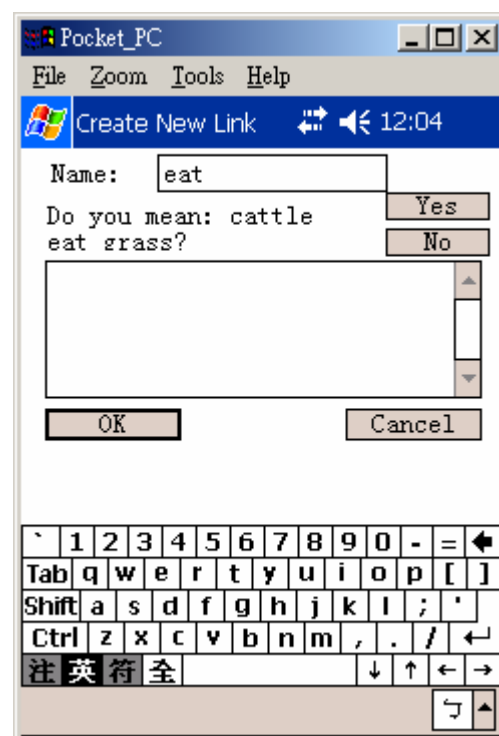 Pocket_PC
File Zoom Tools Help
Create New Link 12:04
Name: eat
Do you mean: cattle
eat grass?
Yes
No
OK Cancel
` 1 2 3 4 5 6 7 8 9 0 - = 🡸
Tab q w e r t y u i o p [ ]
Shift a s d f g h j k l ; '
Ctrl z x c v b n m , . / ↵
注 英 符 全 ↓ ↑ ← →
ㄅ